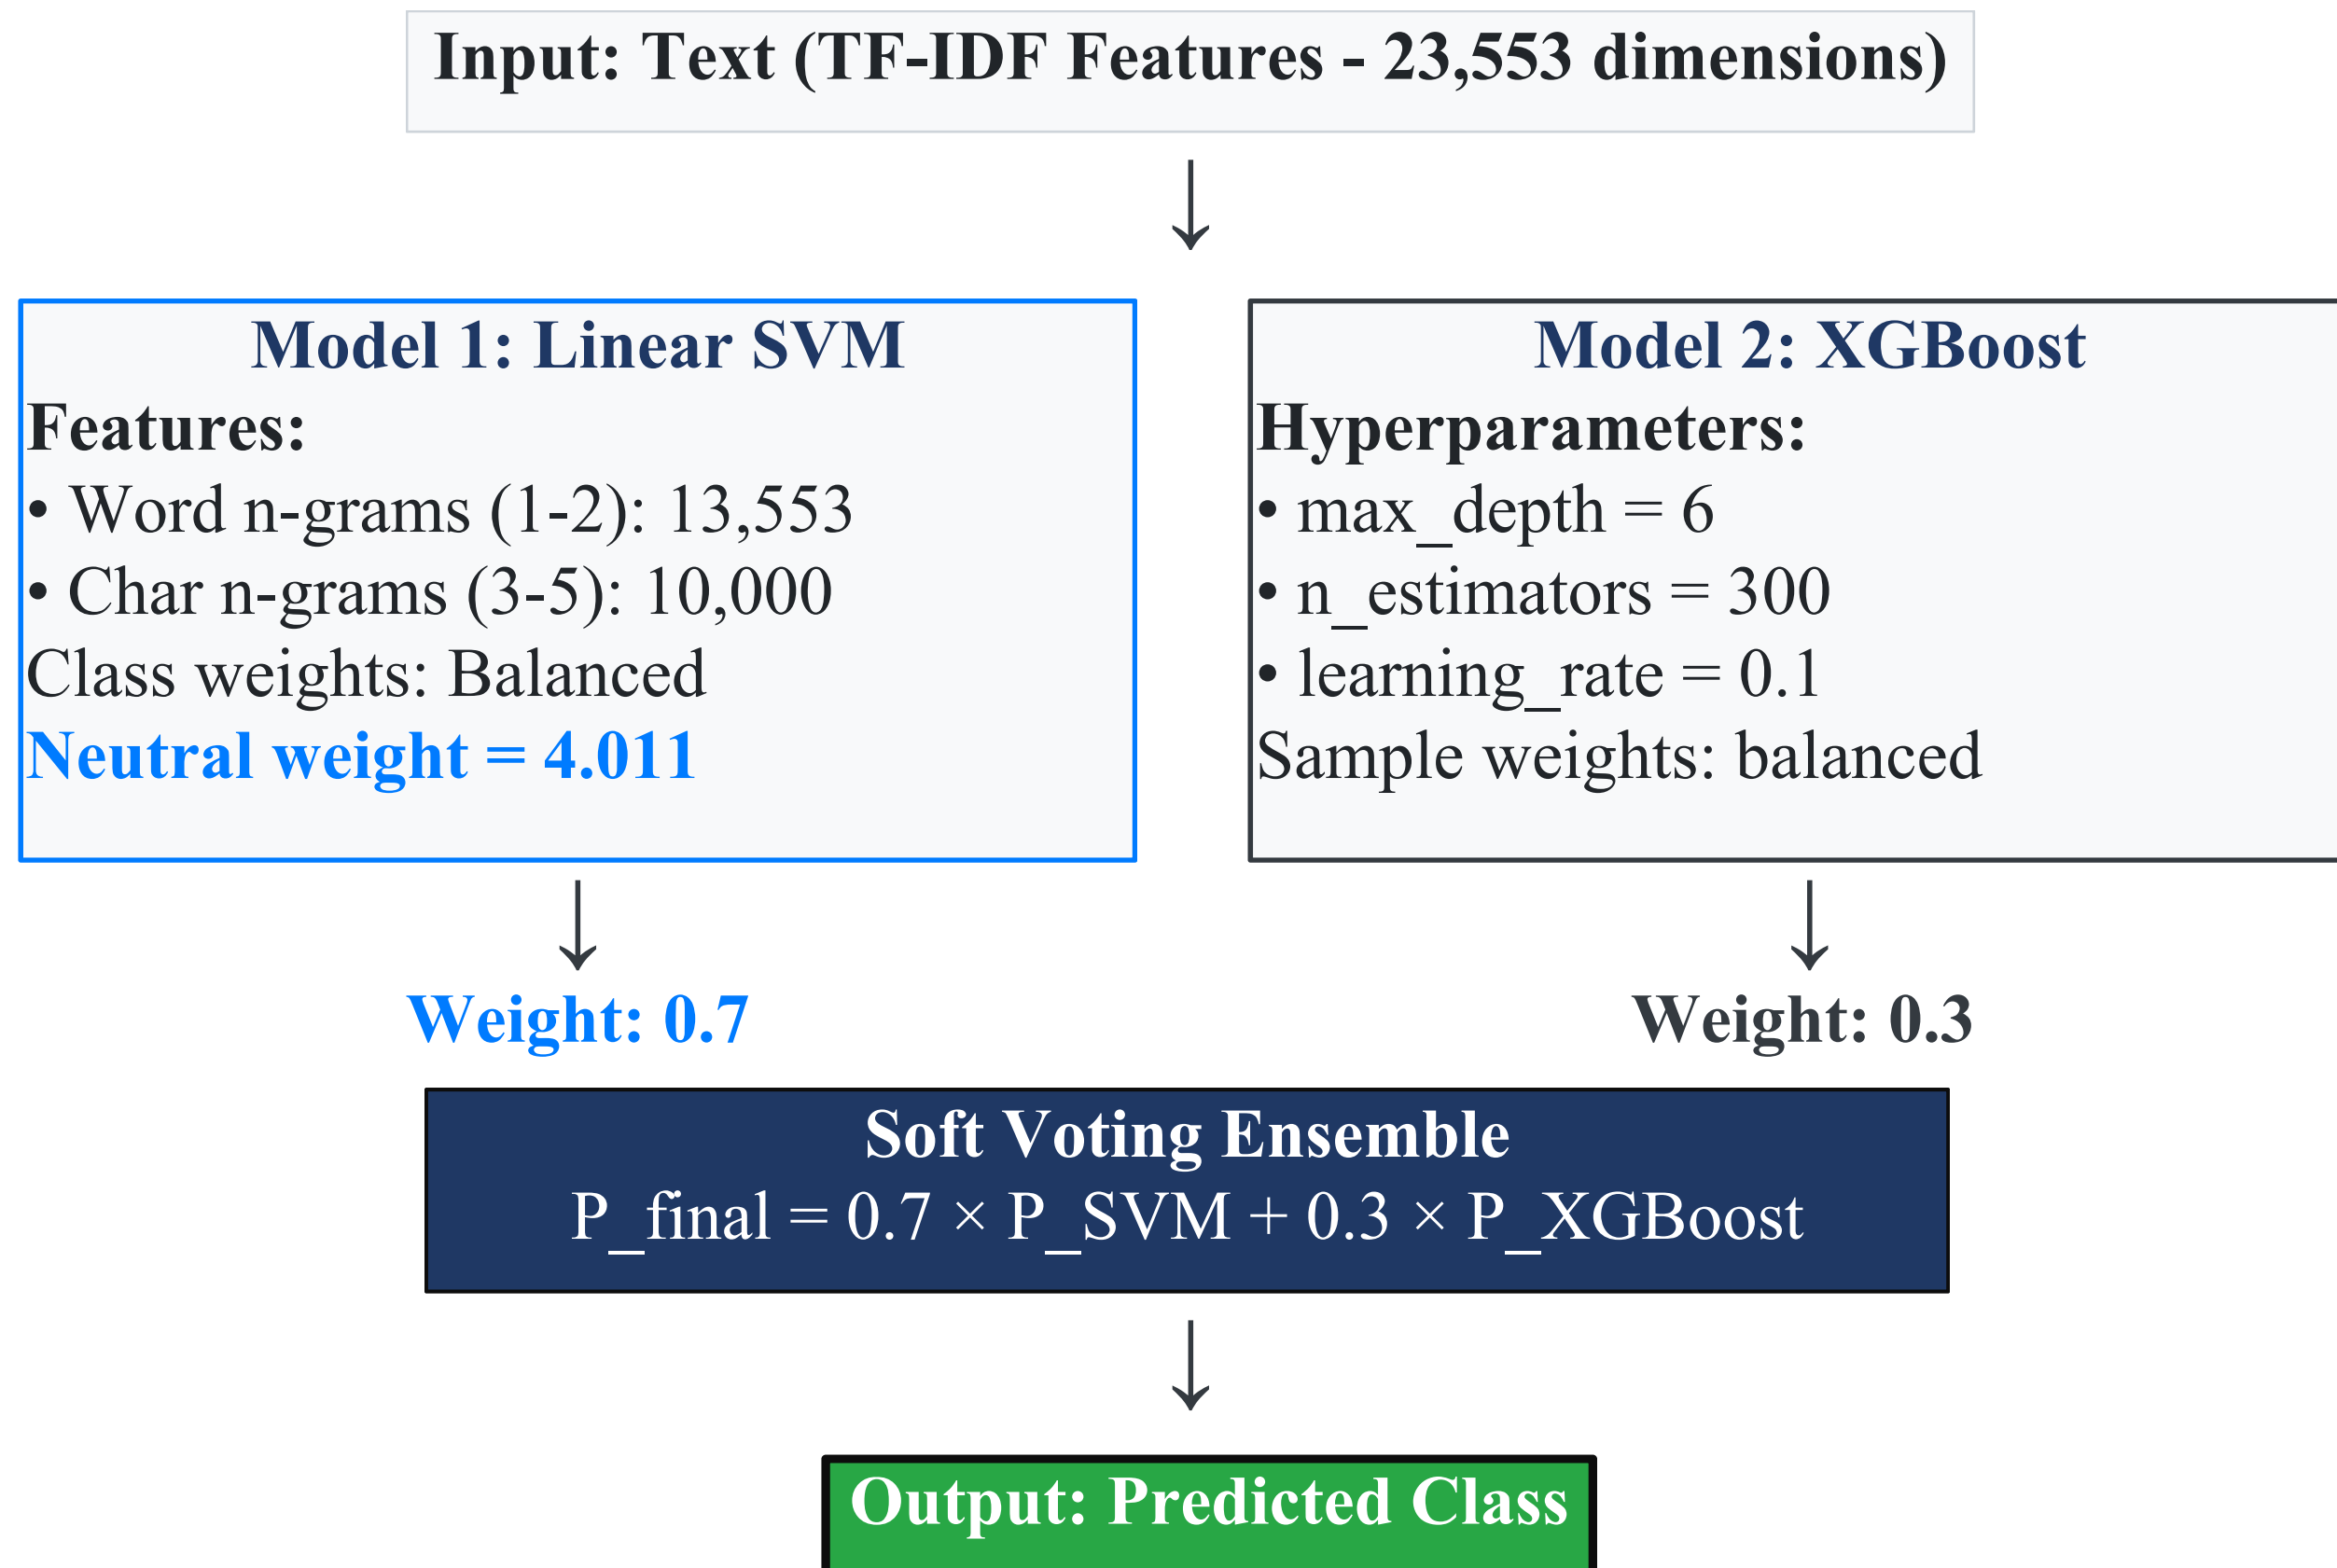 Input: Text (TF-IDF Features - 23,553 dimensions)
↓
Model 1: Linear SVM
Features:
• Word n-grams (1-2): 13,553
• Char n-grams (3-5): 10,000
Class weights: Balanced
Neutral weight = 4.011
↓
Weight: 0.7
Model 2: XGBoost
Hyperparameters:
• max_depth = 6
• n_estimators = 300
• learning_rate = 0.1
Sample weights: balanced
↓
Weight: 0.3
Soft Voting Ensemble
P_final = 0.7 × P_SVM + 0.3 × P_XGBoost
↓
Output: Predicted Class